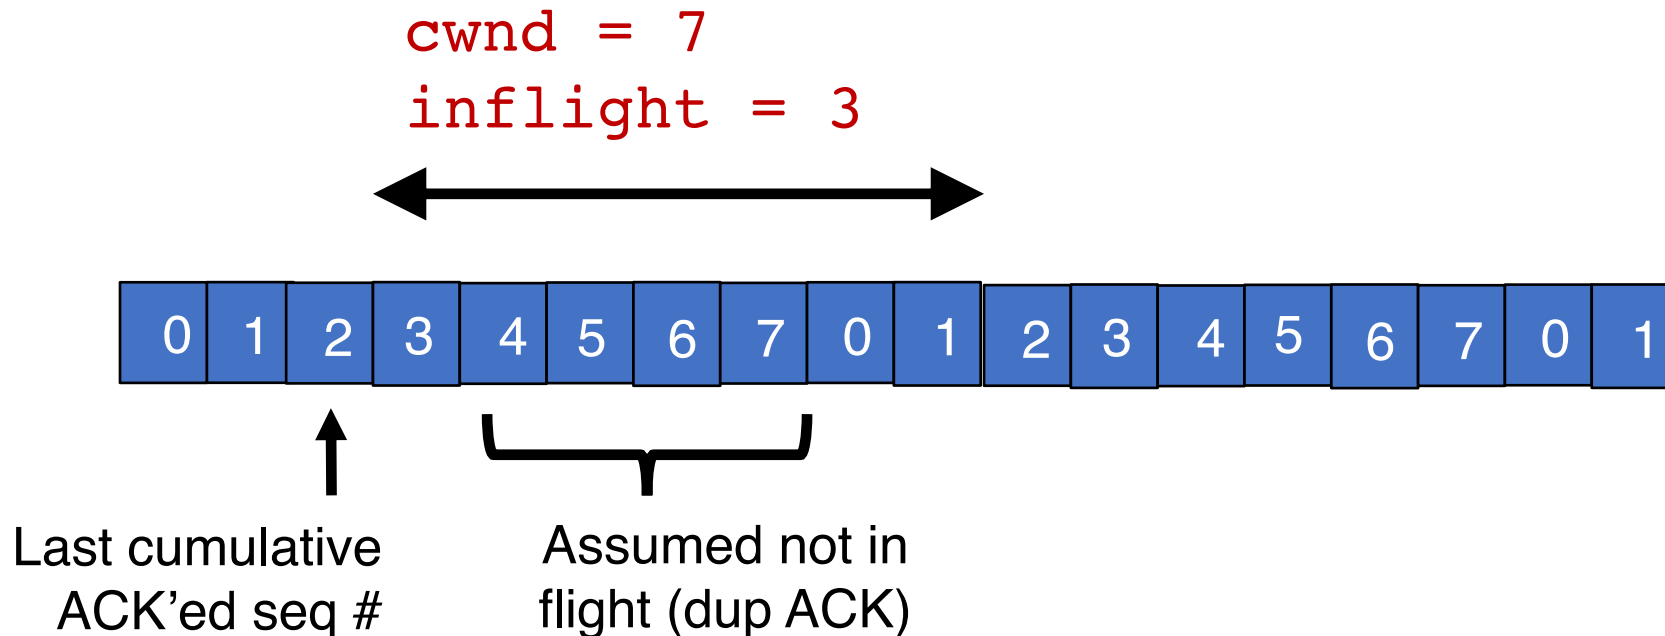 cwnd = 7
inflight = 3
0 1 2 3 4 5 6 7 0 1 2 3 4 5 6 7 0 1
Last cumulative
ACK’ed seq #
Assumed not in
flight (dup ACK)